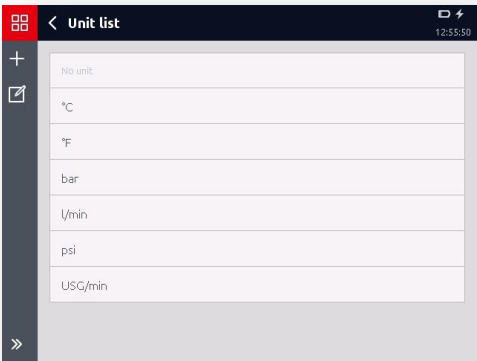 Unit list
12:55:50
No unit
°C
°F
bar
l/min
psi
USG/min